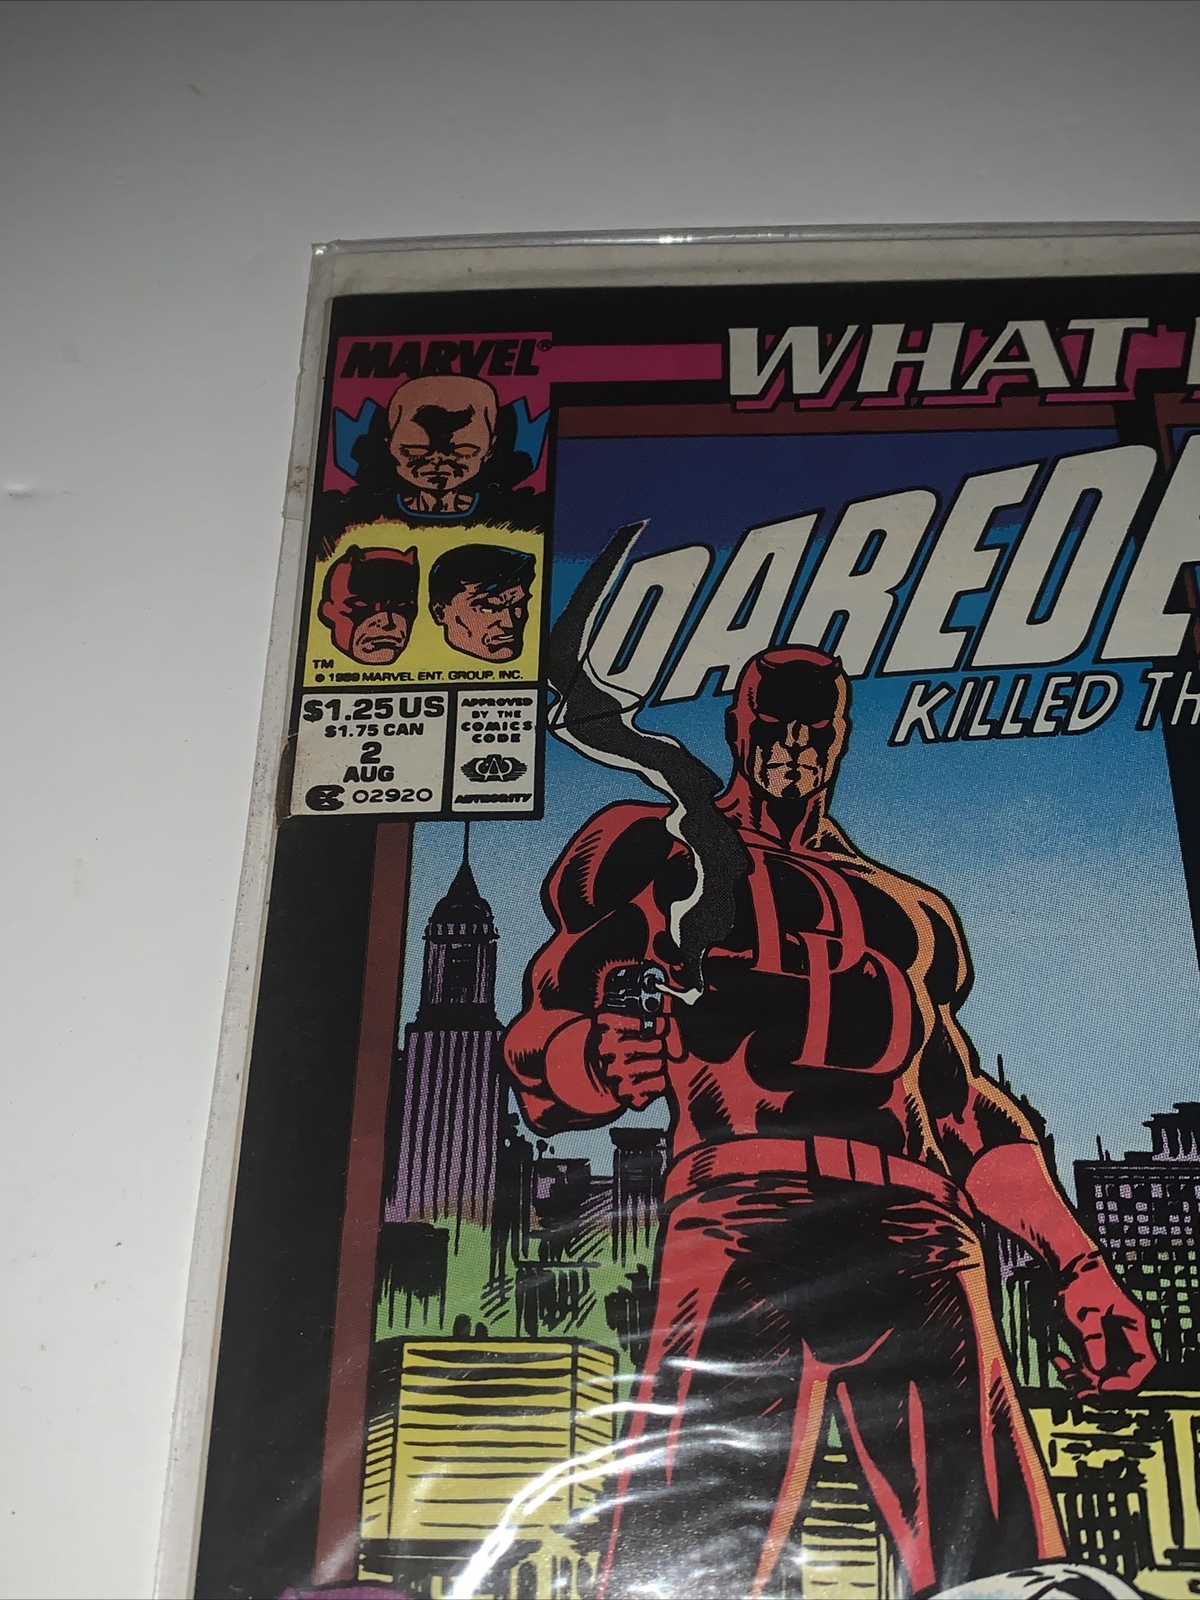 MARVEL®
WHAT
DAREDE
KILLED TH
TM
© 1989 MARVEL ENT. GROUP, INC.
$1.25 US
$1.75 CAN
2
AUG
02920
APPROVED
BY THE
COMICS
CODE
AUTHORITY
DD